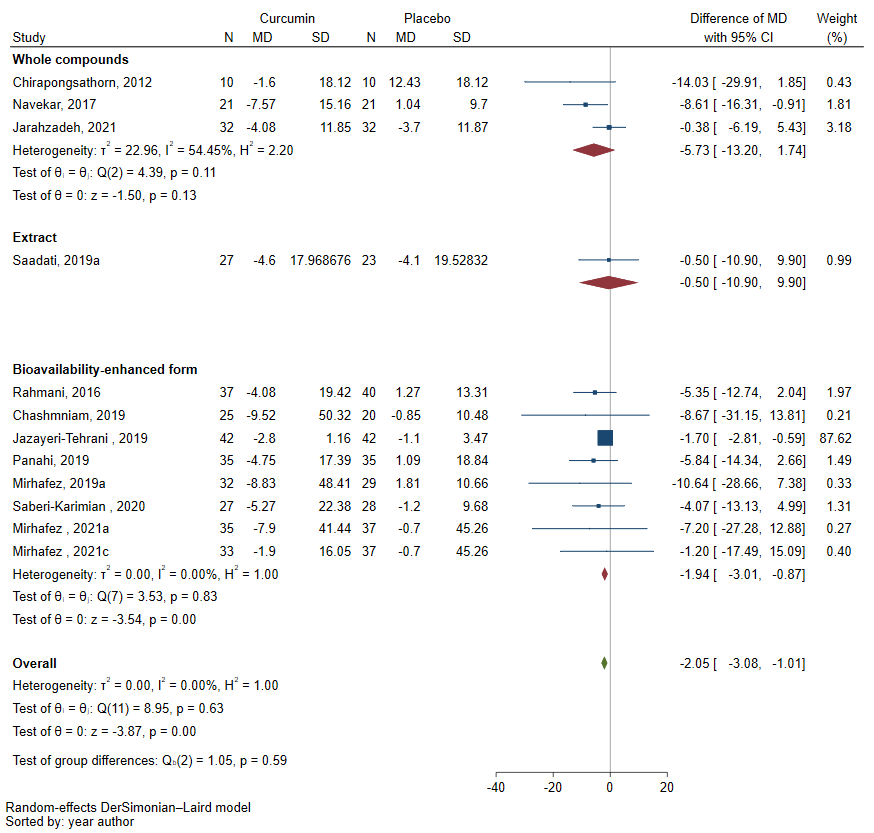 Curcumin Placebo Difference of MD Weight
Study N MD SD N MD SD with 95% CI (%)
Whole compounds
Chirapongsathorn, 2012 10 -1.6 18.12 10 12.43 18.12 -14.03 [ -29.91, 1.85] 0.43
Navekar, 2017 21 -7.57 15.16 21 1.04 9.7 -8.61 [ -16.31, -0.91] 1.81
Jarahzadeh, 2021 32 -4.08 11.85 32 -3.7 11.87 -0.38 [ -6.19, 5.43] 3.18
Heterogeneity: τ² = 22.96, I² = 54.45%, H² = 2.20 -5.73 [ -13.20, 1.74]
Test of θᵢ = θⱼ: Q(2) = 4.39, p = 0.11
Test of θ = 0: z = -1.50, p = 0.13
Extract
Saadati, 2019a 27 -4.6 17.968676 23 -4.1 19.52832 -0.50 [ -10.90, 9.90] 0.99
-0.50 [ -10.90, 9.90]
Bioavailability-enhanced form
Rahmani, 2016 37 -4.08 19.42 40 1.27 13.31 -5.35 [ -12.74, 2.04] 1.97
Chashmniam, 2019 25 -9.52 50.32 20 -0.85 10.48 -8.67 [ -31.15, 13.81] 0.21
Jazayeri-Tehrani , 2019 42 -2.8 1.16 42 -1.1 3.47 -1.70 [ -2.81, -0.59] 87.62
Panahi, 2019 35 -4.75 17.39 35 1.09 18.84 -5.84 [ -14.34, 2.66] 1.49
Mirhafez, 2019a 32 -8.83 48.41 29 1.81 10.66 -10.64 [ -28.66, 7.38] 0.33
Saberi-Karimian , 2020 27 -5.27 22.38 28 -1.2 9.68 -4.07 [ -13.13, 4.99] 1.31
Mirhafez , 2021a 35 -7.9 41.44 37 -0.7 45.26 -7.20 [ -27.28, 12.88] 0.27
Mirhafez , 2021c 33 -1.9 16.05 37 -0.7 45.26 -1.20 [ -17.49, 15.09] 0.40
Heterogeneity: τ² = 0.00, I² = 0.00%, H² = 1.00 -1.94 [ -3.01, -0.87]
Test of θᵢ = θⱼ: Q(7) = 3.53, p = 0.83
Test of θ = 0: z = -3.54, p = 0.00
Overall -2.05 [ -3.08, -1.01]
Heterogeneity: τ² = 0.00, I² = 0.00%, H² = 1.00
Test of θᵢ = θⱼ: Q(11) = 8.95, p = 0.63
Test of θ = 0: z = -3.87, p = 0.00
Test of group differences: Q_b(2) = 1.05, p = 0.59
-40 -20 0 20
Random-effects DerSimonian–Laird model
Sorted by: year author